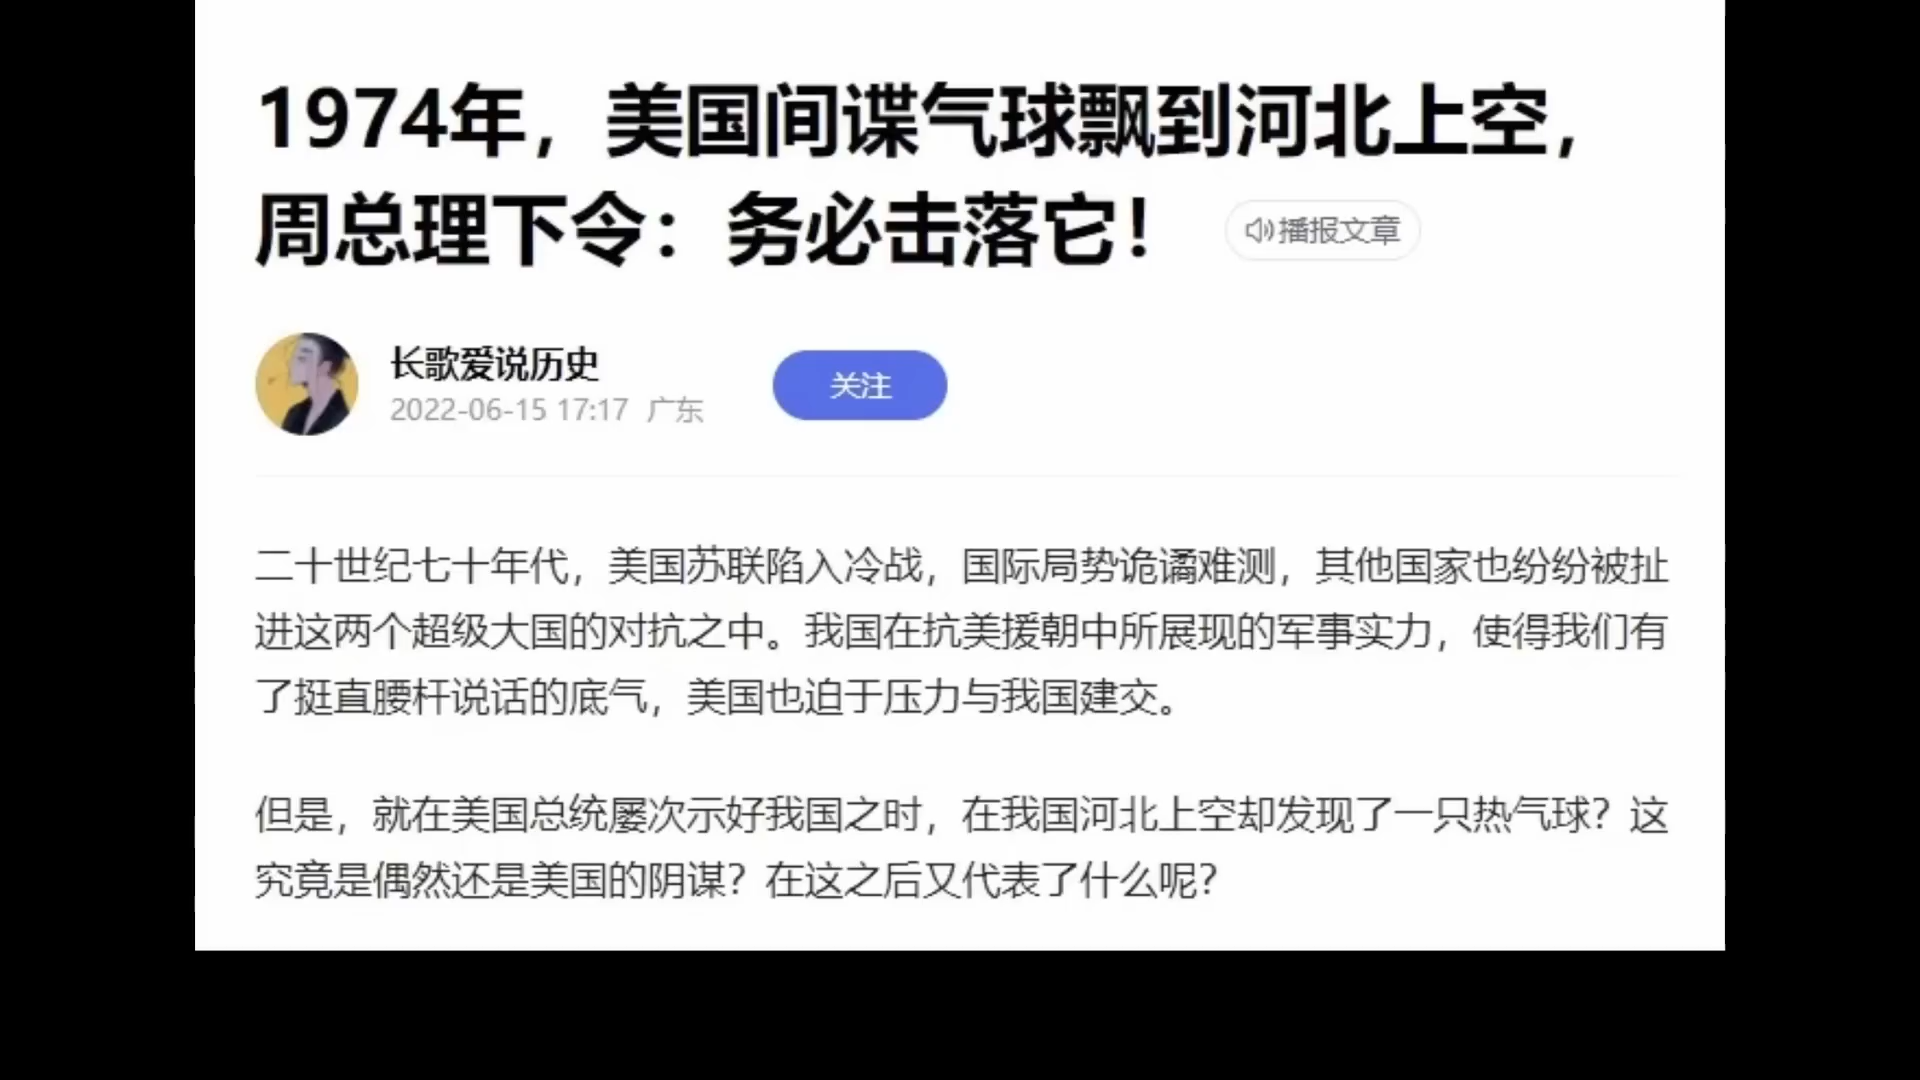 1974年，美国间谍气球飘到河北上空，
周总理下令：务必击落它！
播报文章
长歌爱说历史
2022-06-15 17:17 广东
关注
二十世纪七十年代，美国苏联陷入冷战，国际局势诡谲难测，其他国家也纷纷被扯
进这两个超级大国的对抗之中。我国在抗美援朝中所展现的军事实力，使得我们有
了挺直腰杆说话的底气，美国也迫于压力与我国建交。
但是，就在美国总统屡次示好我国之时，在我国河北上空却发现了一只热气球？这
究竟是偶然还是美国的阴谋？在这之后又代表了什么呢？